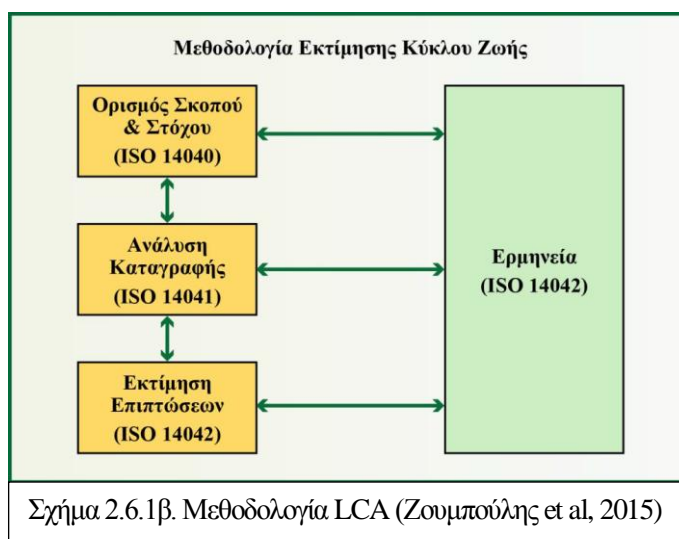 Μεθοδολογία Εκτίμησης Κύκλου Ζωής
Ορισμός Σκοπού
& Στόχου
(ISO 14040)
Ανάλυση
Καταγραφής
(ISO 14041)
Εκτίμηση
Επιπτώσεων
(ISO 14042)
Ερμηνεία
(ISO 14042)
Σχήμα 2.6.1β. Μεθοδολογία LCA (Ζουμπούλης et al, 2015)